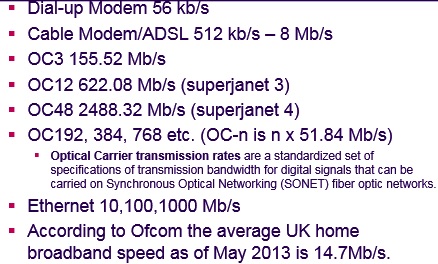 Dial-up Modem 56 kb/s
Cable Modem/ADSL 512 kb/s – 8 Mb/s
OC3 155.52 Mb/s
OC12 622.08 Mb/s (superjanet 3)
OC48 2488.32 Mb/s (superjanet 4)
OC192, 384, 768 etc. (OC-n is n x 51.84 Mb/s)
Optical Carrier transmission rates are a standardized set of
specifications of transmission bandwidth for digital signals that can be
carried on Synchronous Optical Networking (SONET) fiber optic networks.
Ethernet 10,100,1000 Mb/s
According to Ofcom the average UK home
broadband speed as of May 2013 is 14.7Mb/s.